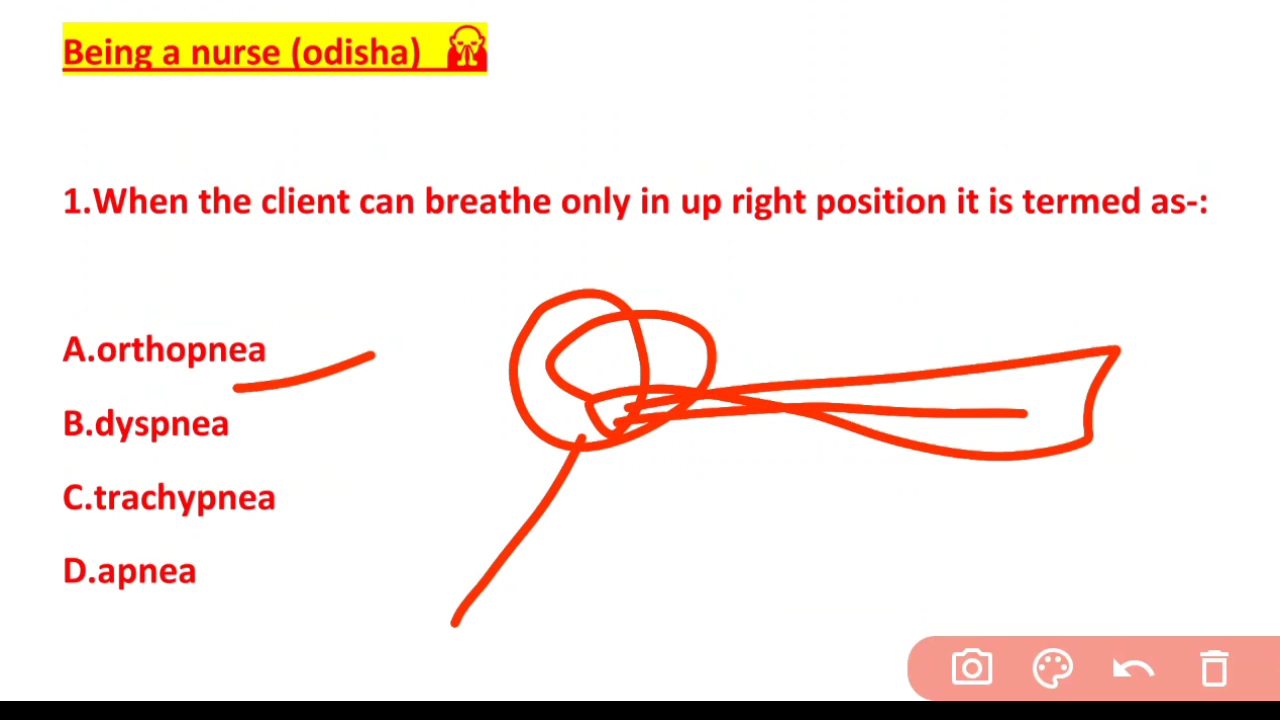 Being a nurse (odisha)
1.When the client can breathe only in up right position it is termed as-:
A.orthopnea
B.dyspnea
C.trachypnea
D.apnea